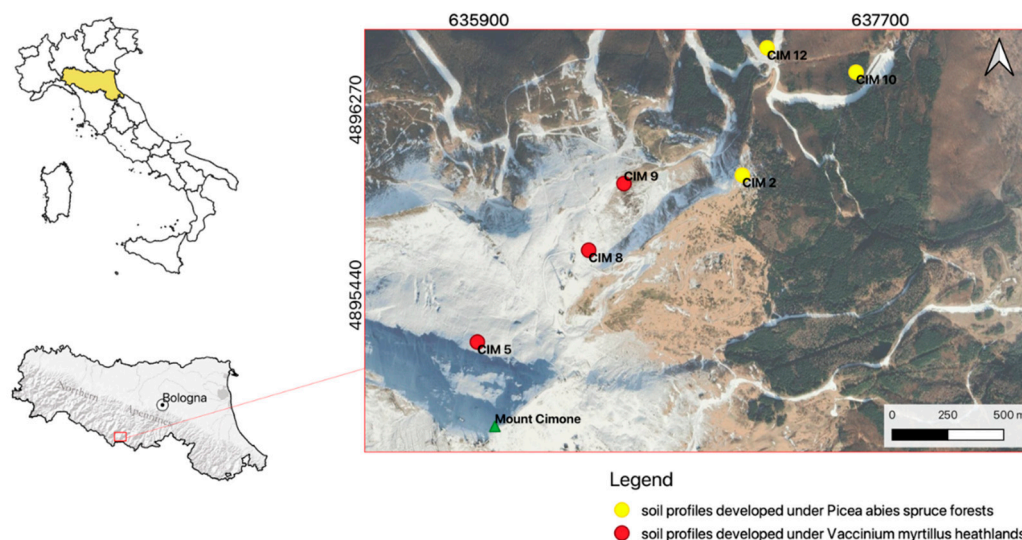 635900
637700
4896270
4895440
CIM 12
CIM 10
CIM 9
CIM 2
CIM 8
CIM 5
Mount Cimone
0 250 500 m
Northern
Apennines
Bologna
Legend
soil profiles developed under Picea abies spruce forests
soil profiles developed under Vaccinium myrtillus heathlands